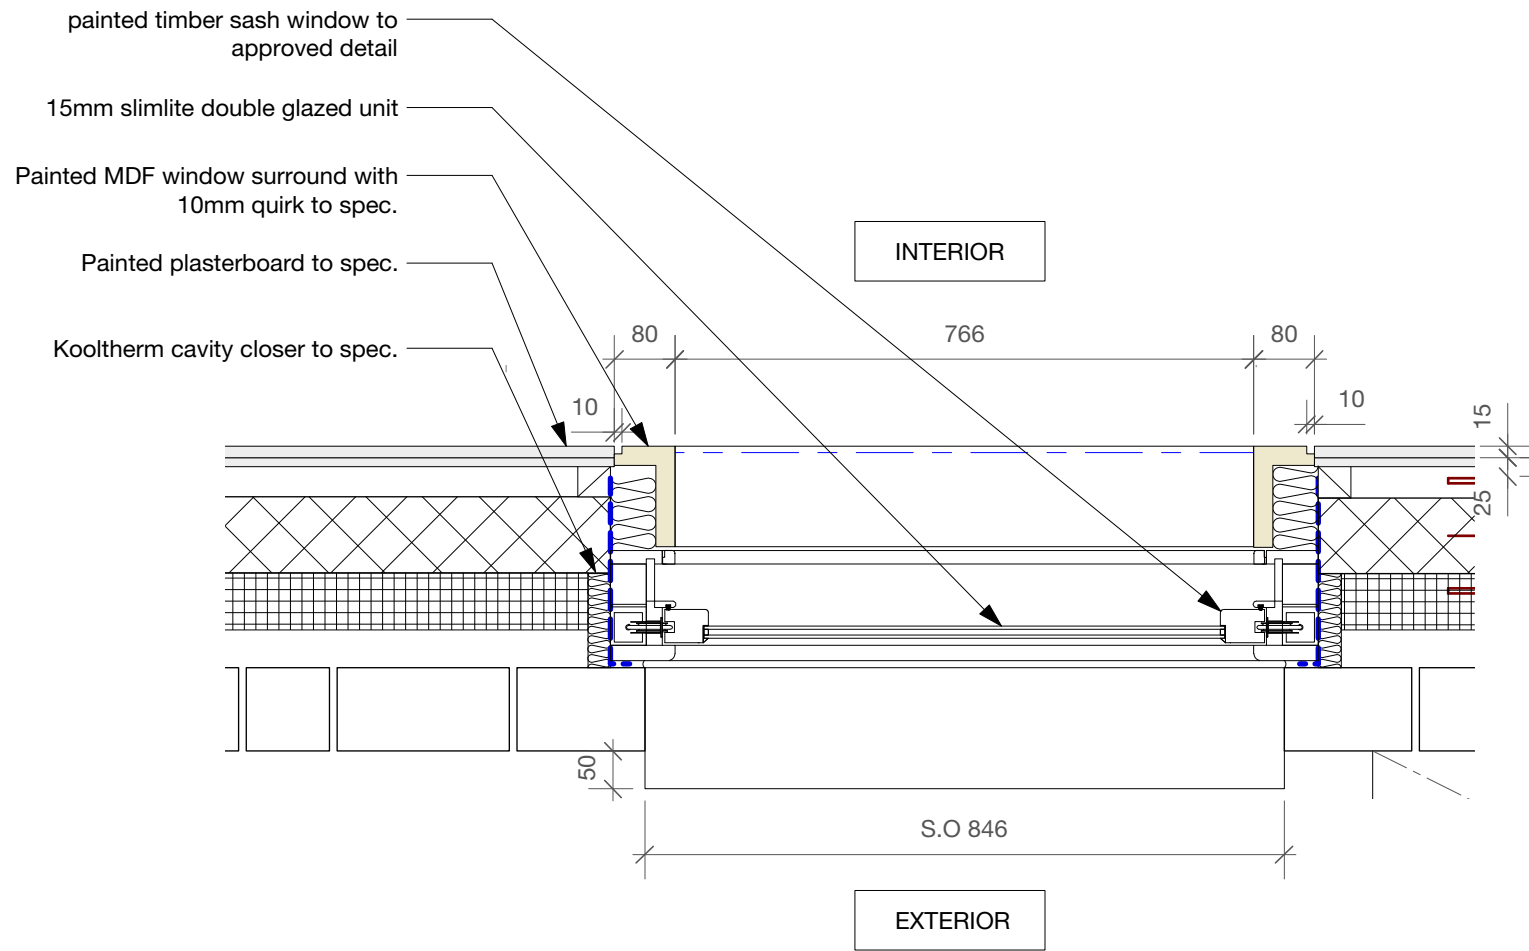 painted timber sash window to
approved detail
15mm slimlite double glazed unit
Painted MDF window surround with
10mm quirk to spec.
Painted plasterboard to spec.
Kooltherm cavity closer to spec.
INTERIOR
80
766
80
10
10
15
25
50
S.O 846
EXTERIOR